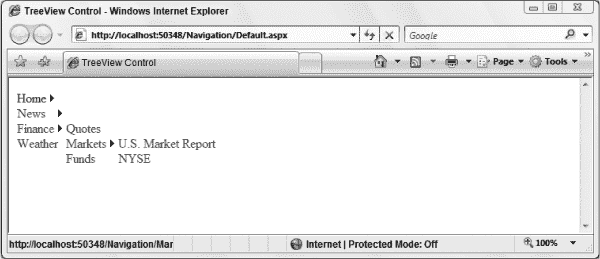 TreeView Control - Windows Internet Explorer
http://localhost:50348/Navigation/Default.aspx
Google
TreeView Control
Page
Tools
Home
News
Finance Quotes
Weather Markets U.S. Market Report
Funds NYSE
http://localhost:50348/Navigation/Mar
Internet | Protected Mode: Off
100%